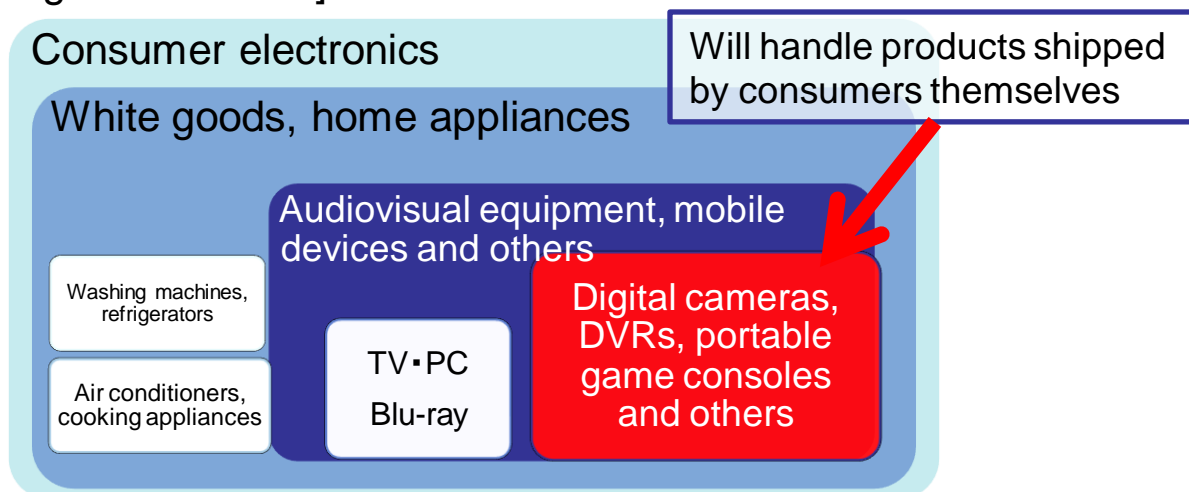 Consumer electronics
Will handle products shipped
by consumers themselves
White goods, home appliances
Audiovisual equipment, mobile
devices and others
Washing machines,
refrigerators
Air conditioners,
cooking appliances
TV・PC
Blu-ray
Digital cameras,
DVRs, portable
game consoles
and others